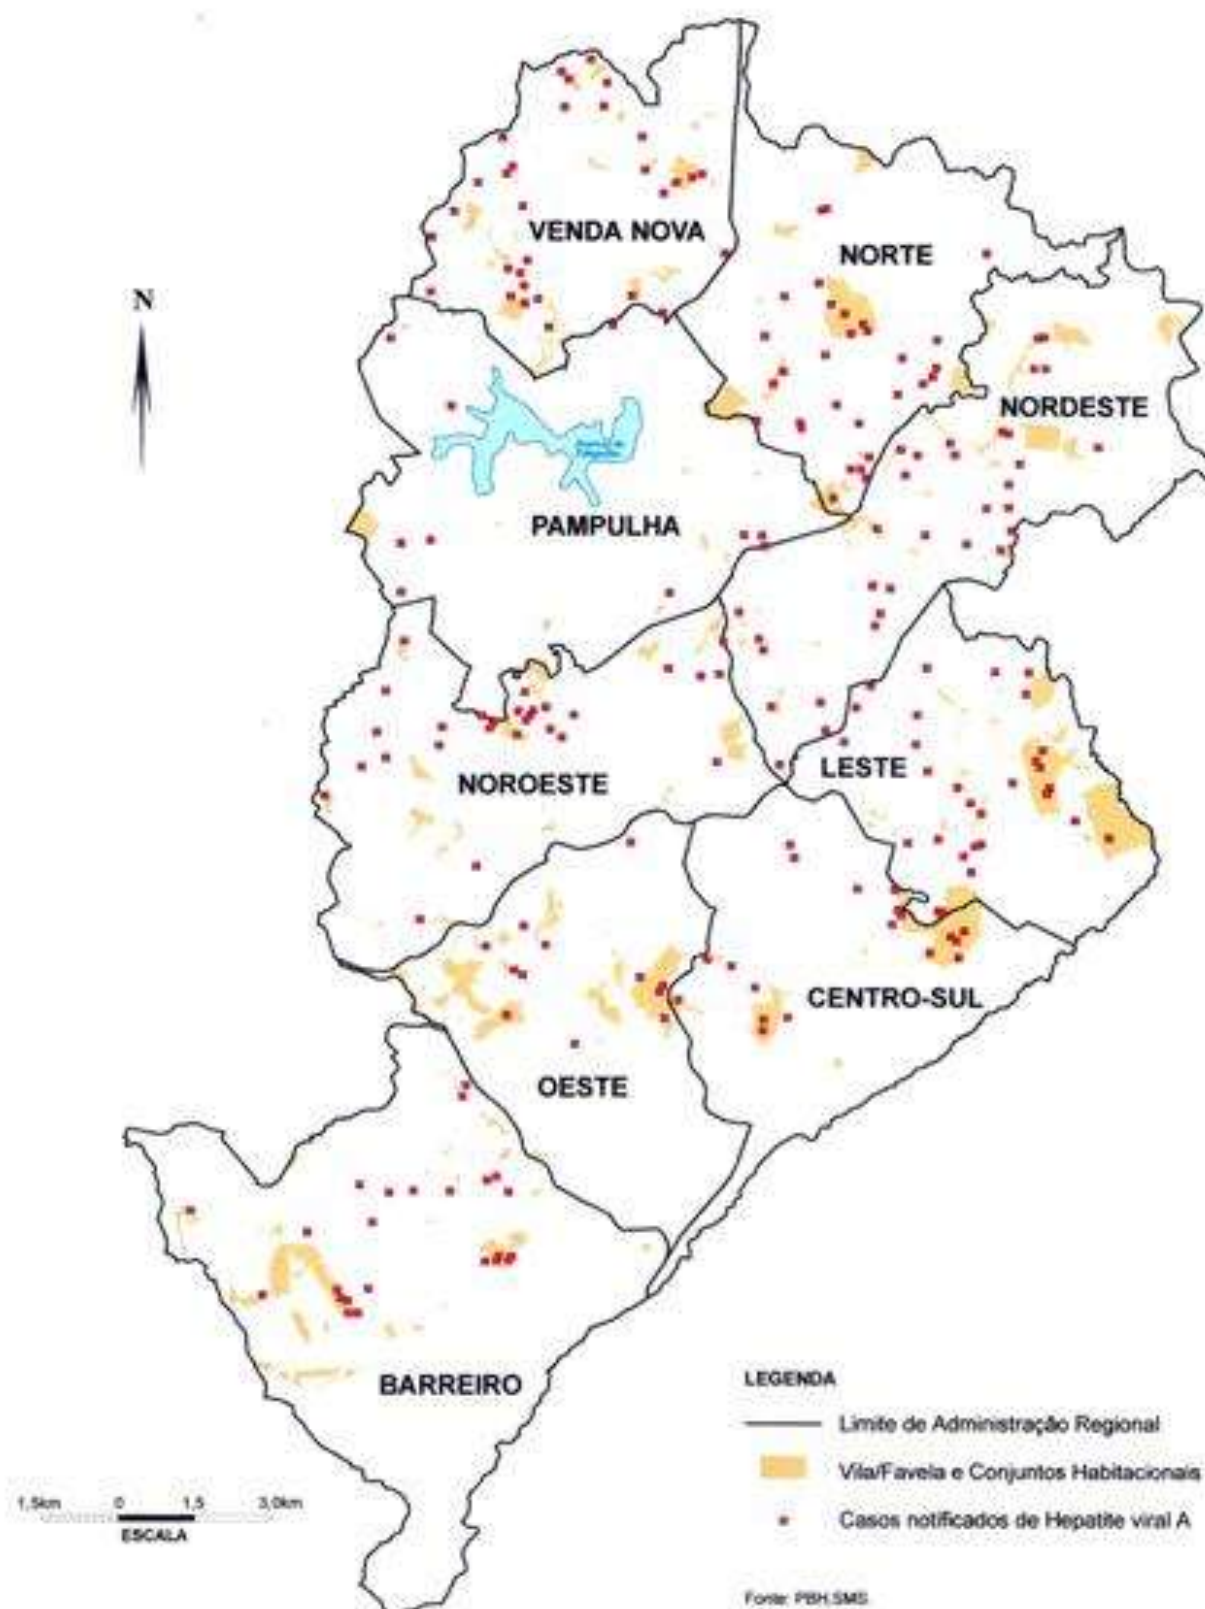 VENDA NOVA
NORTE
N
NORDESTE
PAMPULHA
LESTE
NOROESTE
CENTRO-SUL
OESTE
BARREIRO
LEGENDA
Limite de Administração Regional
Vila/Favela e Conjuntos Habitacionais
Casos notificados de Hepatite viral A
1,5km 0 1,5 3,0km
ESCALA
Fonte: PBH.SMS